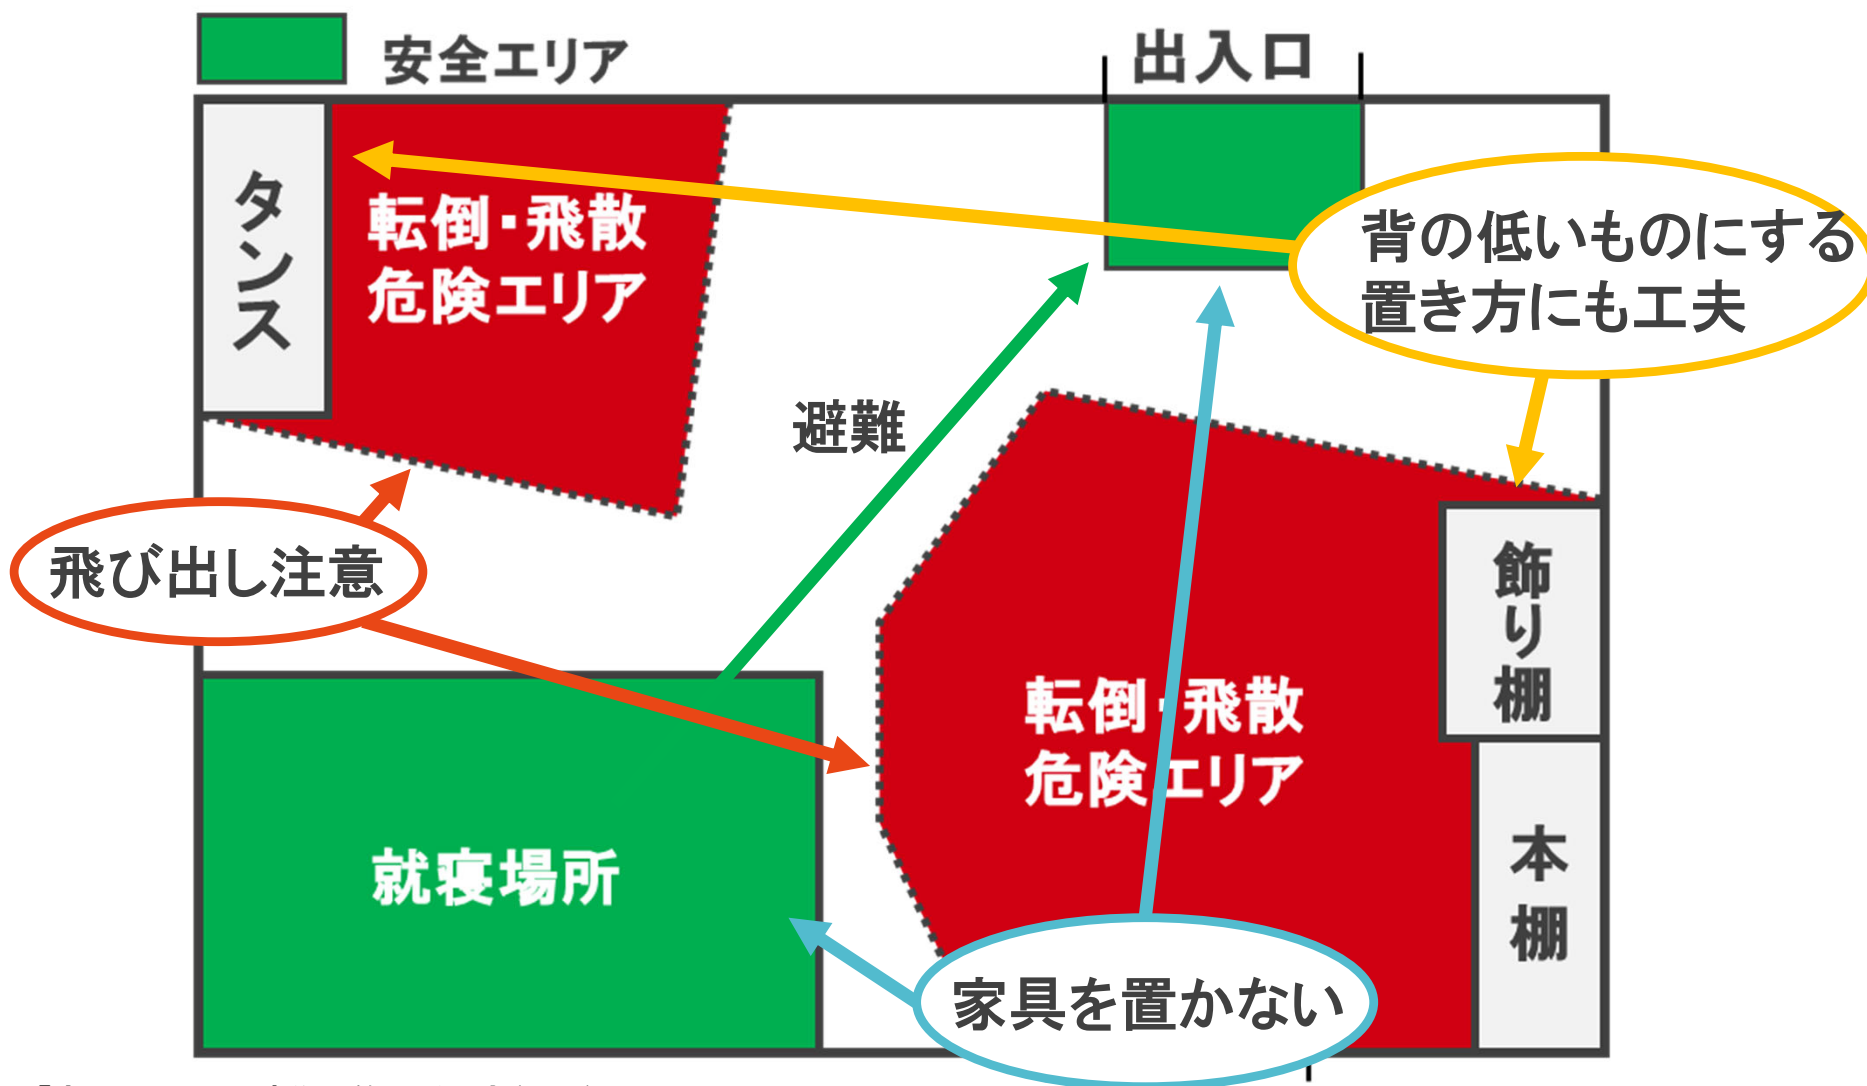 安全エリア
出入口
タンス
転倒・飛散
危険エリア
背の低いものにする
置き方にも工夫
避難
飛び出し注意
飾り棚
転倒・飛散
危険エリア
就寝場所
本棚
家具を置かない